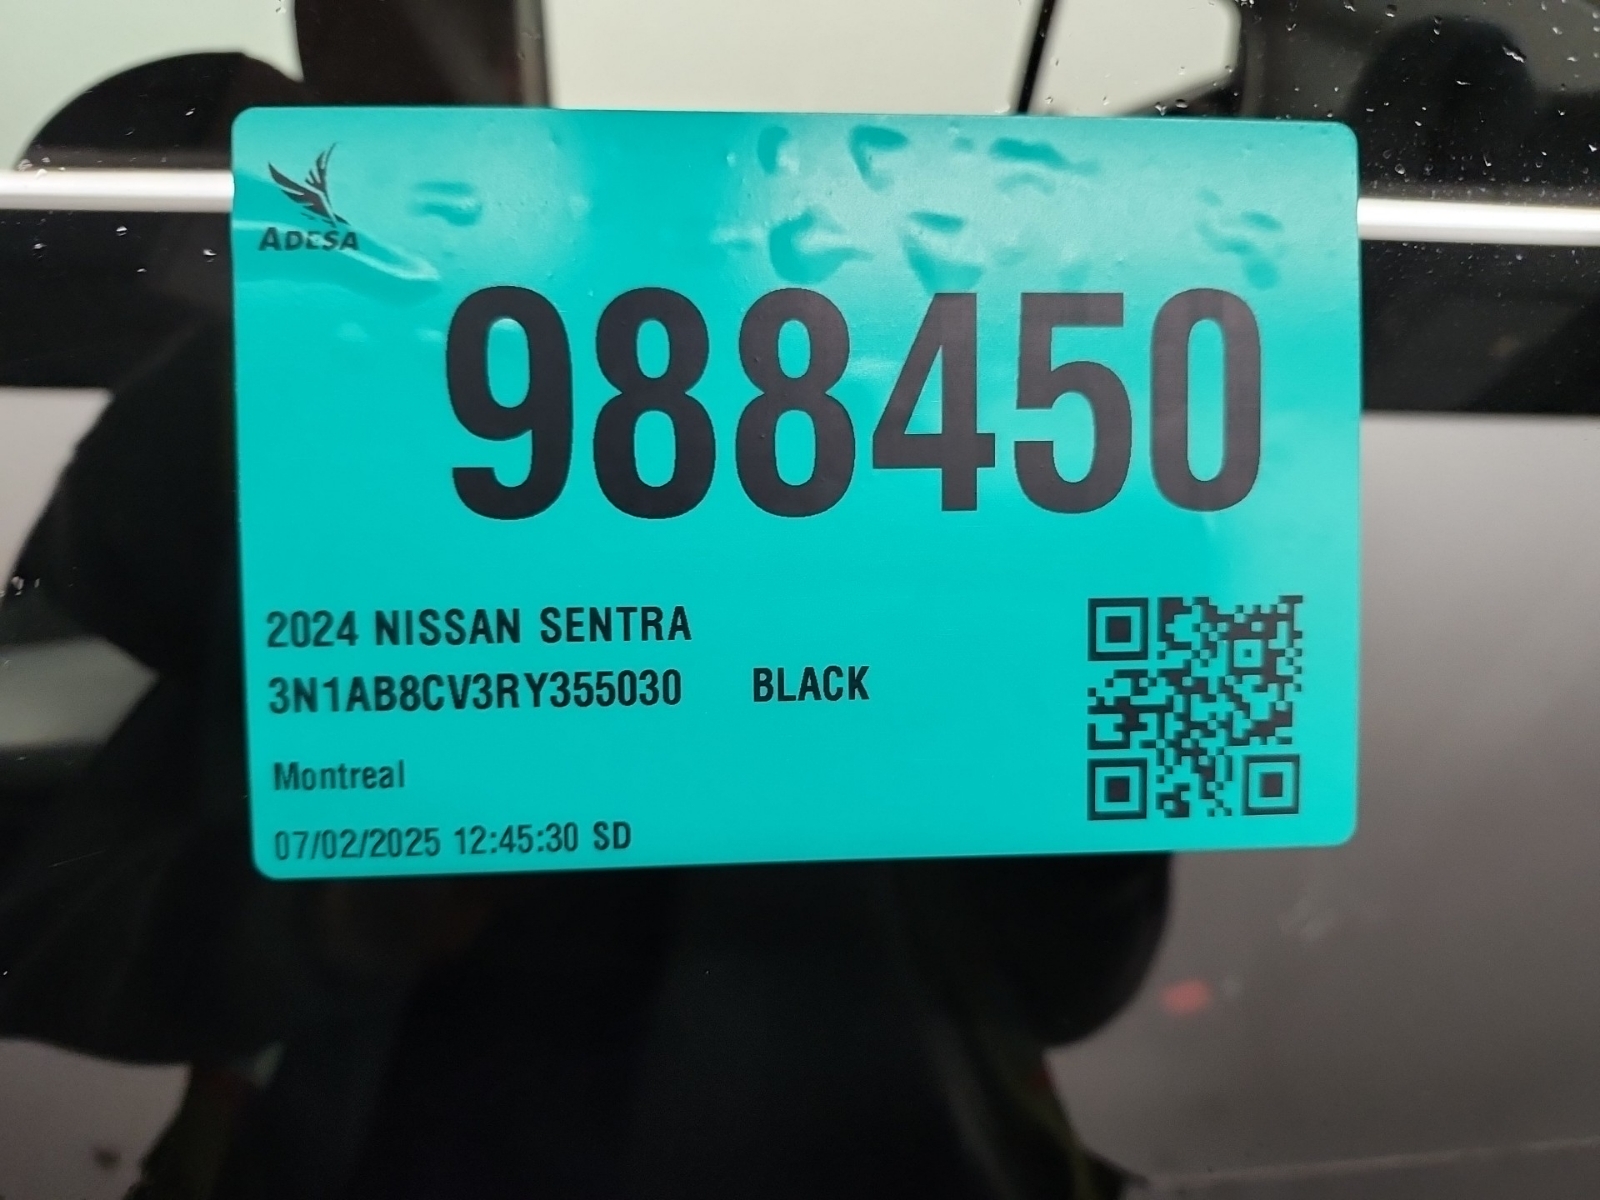 ADESA
988450
2024 NISSAN SENTRA
3N1AB8CV3RY355030 BLACK
Montreal
07/02/2025 12:45:30 SD